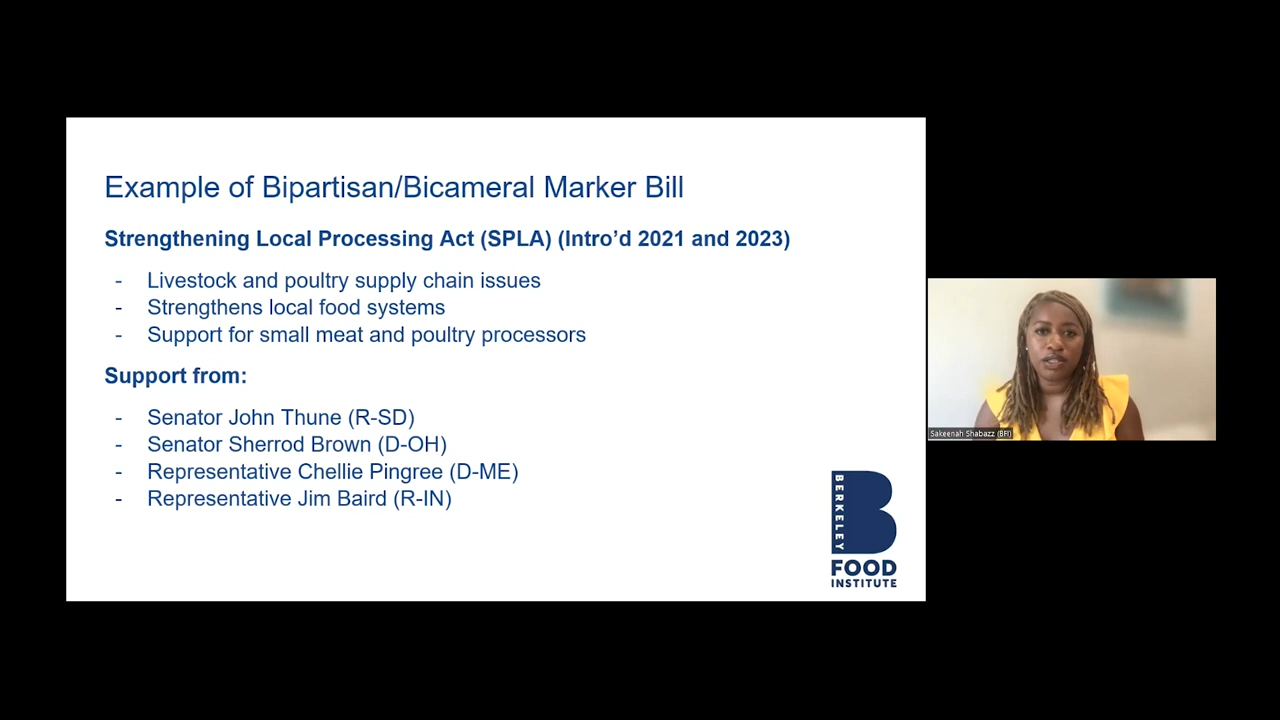 Example of Bipartisan/Bicameral Marker Bill
Strengthening Local Processing Act (SPLA) (Intro’d 2021 and 2023)
- Livestock and poultry supply chain issues
- Strengthens local food systems
- Support for small meat and poultry processors
Support from:
- Senator John Thune (R-SD)
- Senator Sherrod Brown (D-OH)
- Representative Chellie Pingree (D-ME)
- Representative Jim Baird (R-IN)
BERKELEY
FOOD
INSTITUTE
Sakeenah Shabazz (BFI)